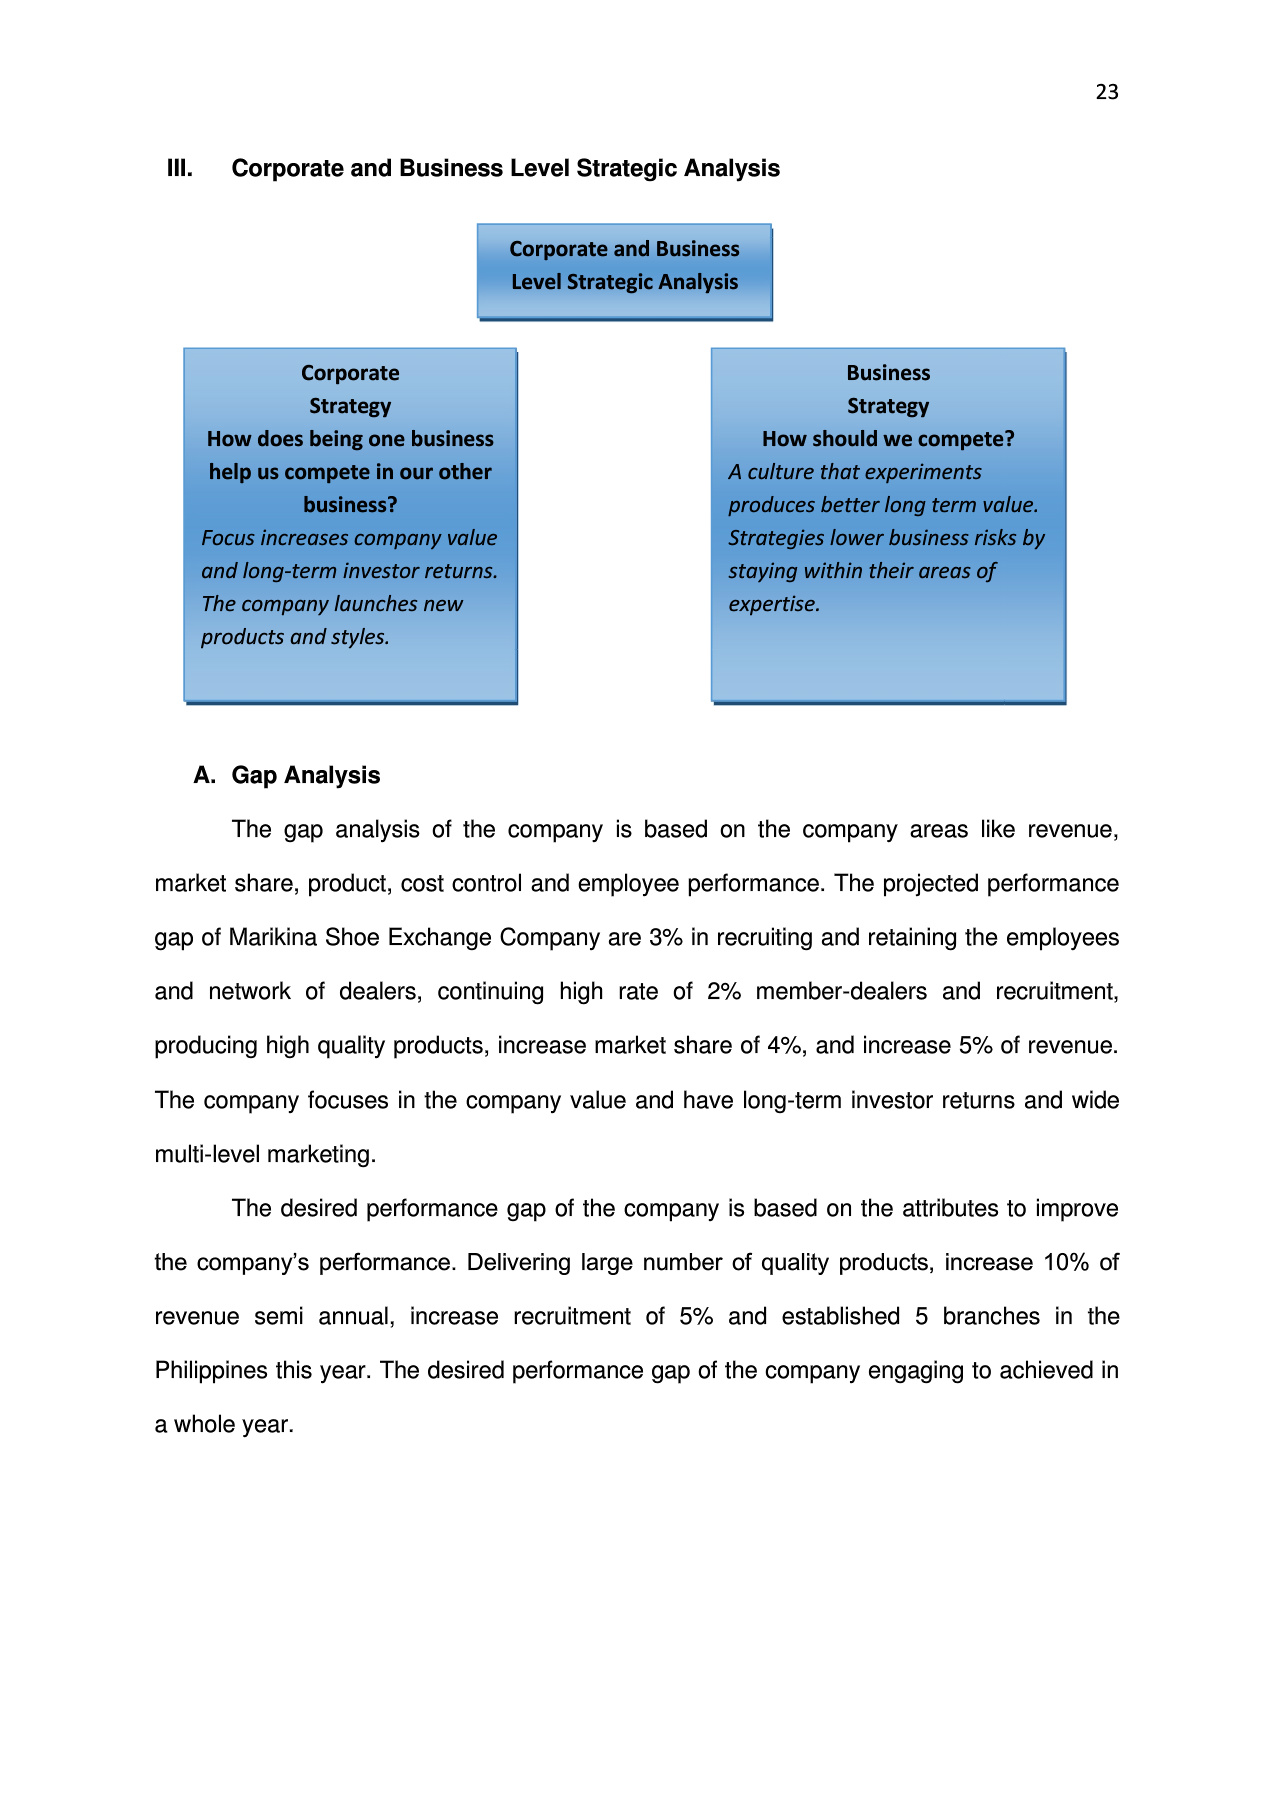 23
III. Corporate and Business Level Strategic Analysis
Corporate and Business
Level Strategic Analysis
Corporate
Strategy
How does being one business
help us compete in our other
business?
Focus increases company value
and long-term investor returns.
The company launches new
products and styles.
Business
Strategy
How should we compete?
A culture that experiments
produces better long term value.
Strategies lower business risks by
staying within their areas of
expertise.
A. Gap Analysis
The gap analysis of the company is based on the company areas like revenue,
market share, product, cost control and employee performance. The projected performance
gap of Marikina Shoe Exchange Company are 3% in recruiting and retaining the employees
and network of dealers, continuing high rate of 2% member-dealers and recruitment,
producing high quality products, increase market share of 4%, and increase 5% of revenue.
The company focuses in the company value and have long-term investor returns and wide
multi-level marketing.
The desired performance gap of the company is based on the attributes to improve
the company’s performance. Delivering large number of quality products, increase 10% of
revenue semi annual, increase recruitment of 5% and established 5 branches in the
Philippines this year. The desired performance gap of the company engaging to achieved in
a whole year.